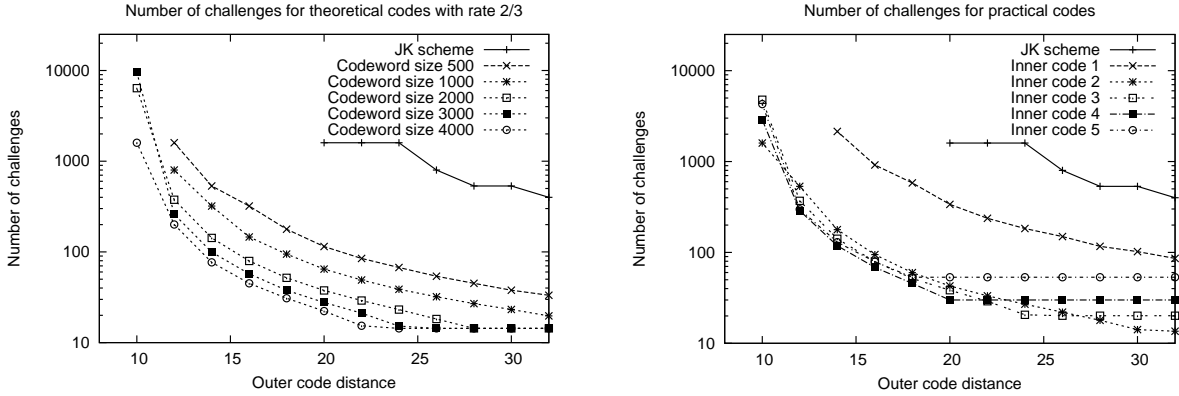 Number of challenges for theoretical codes with rate 2/3
Number of challenges
10000
1000
100
10
JK scheme
Codeword size 500
Codeword size 1000
Codeword size 2000
Codeword size 3000
Codeword size 4000
10 15 20 25 30
Outer code distance
Number of challenges for practical codes
Number of challenges
10000
1000
100
10
JK scheme
Inner code 1
Inner code 2
Inner code 3
Inner code 4
Inner code 5
10 15 20 25 30
Outer code distance